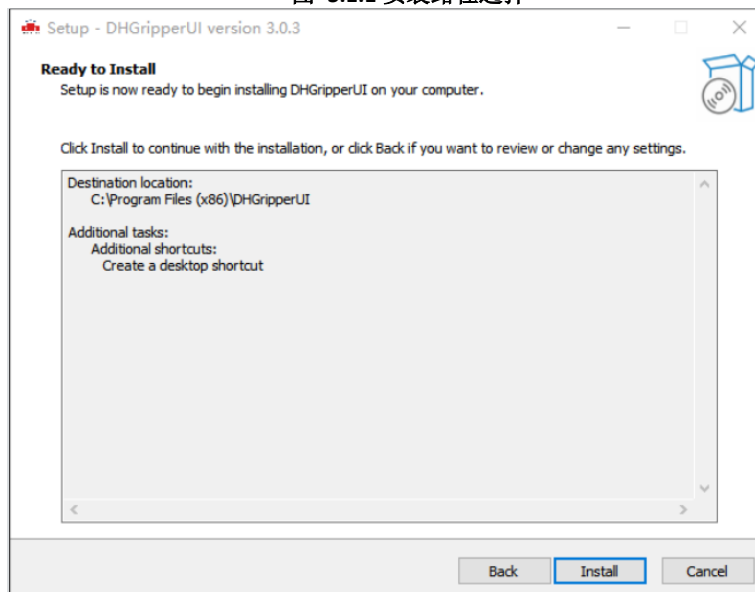 Setup - DHGripperUI version 3.0.3
Ready to Install
Setup is now ready to begin installing DHGripperUI on your computer.
Click Install to continue with the installation, or click Back if you want to review or change any settings.
Destination location:
C:\Program Files (x86)\DHGripperUI
Additional tasks:
Additional shortcuts:
Create a desktop shortcut
Back
Install
Cancel